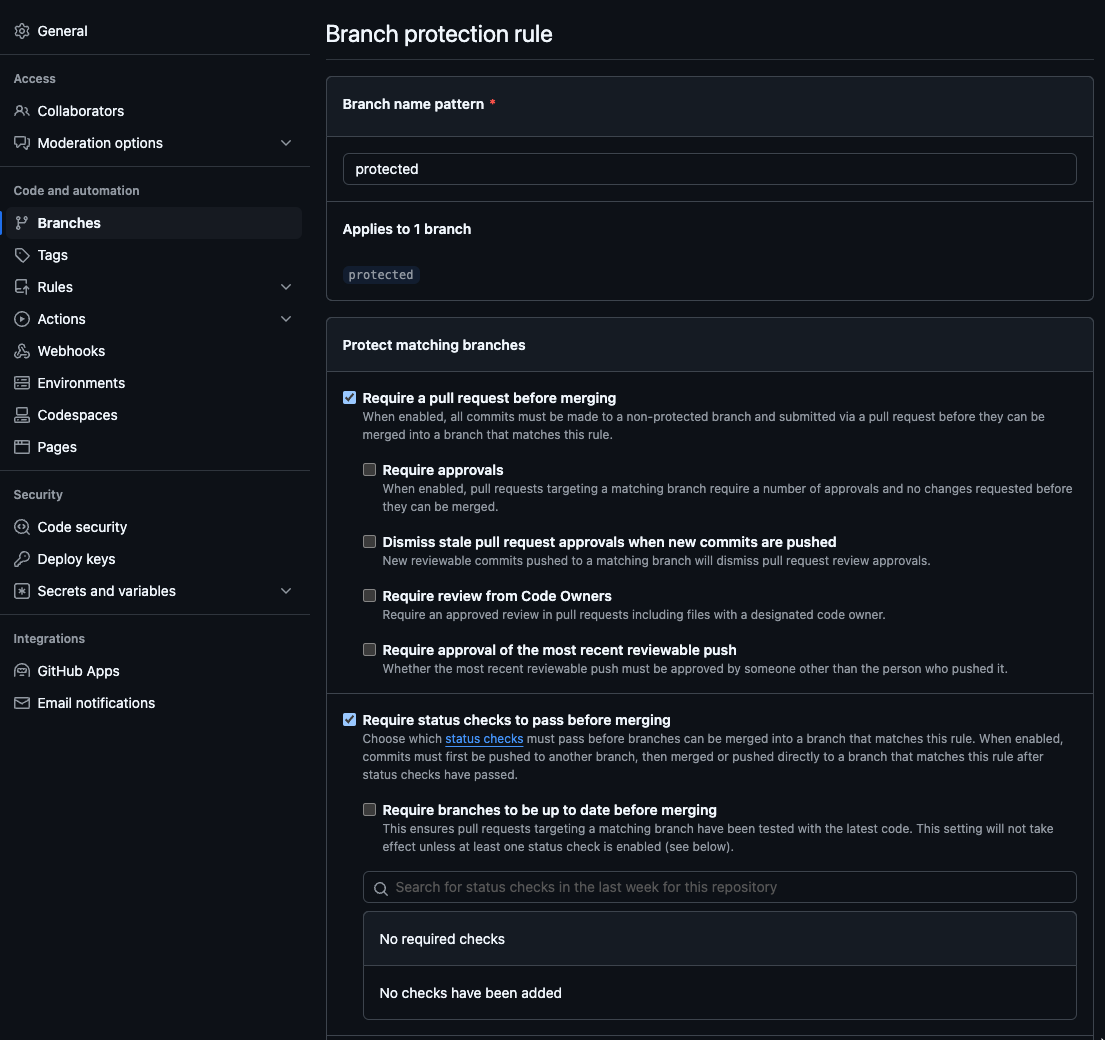 General
Access
Collaborators
Moderation options
Code and automation
Branches
Tags
Rules
Actions
Webhooks
Environments
Codespaces
Pages
Security
Code security
Deploy keys
Secrets and variables
Integrations
GitHub Apps
Email notifications
Branch protection rule
Branch name pattern *
protected
Applies to 1 branch
protected
Protect matching branches
Require a pull request before merging
When enabled, all commits must be made to a non-protected branch and submitted via a pull request before they can be
merged into a branch that matches this rule.
Require approvals
When enabled, pull requests targeting a matching branch require a number of approvals and no changes requested before
they can be merged.
Dismiss stale pull request approvals when new commits are pushed
New reviewable commits pushed to a matching branch will dismiss pull request review approvals.
Require review from Code Owners
Require an approved review in pull requests including files with a designated code owner.
Require approval of the most recent reviewable push
Whether the most recent reviewable push must be approved by someone other than the person who pushed it.
Require status checks to pass before merging
Choose which status checks must pass before branches can be merged into a branch that matches this rule. When enabled,
commits must first be pushed to another branch, then merged or pushed directly to a branch that matches this rule after
status checks have passed.
Require branches to be up to date before merging
This ensures pull requests targeting a matching branch have been tested with the latest code. This setting will not take
effect unless at least one status check is enabled (see below).
Search for status checks in the last week for this repository
No required checks
No checks have been added